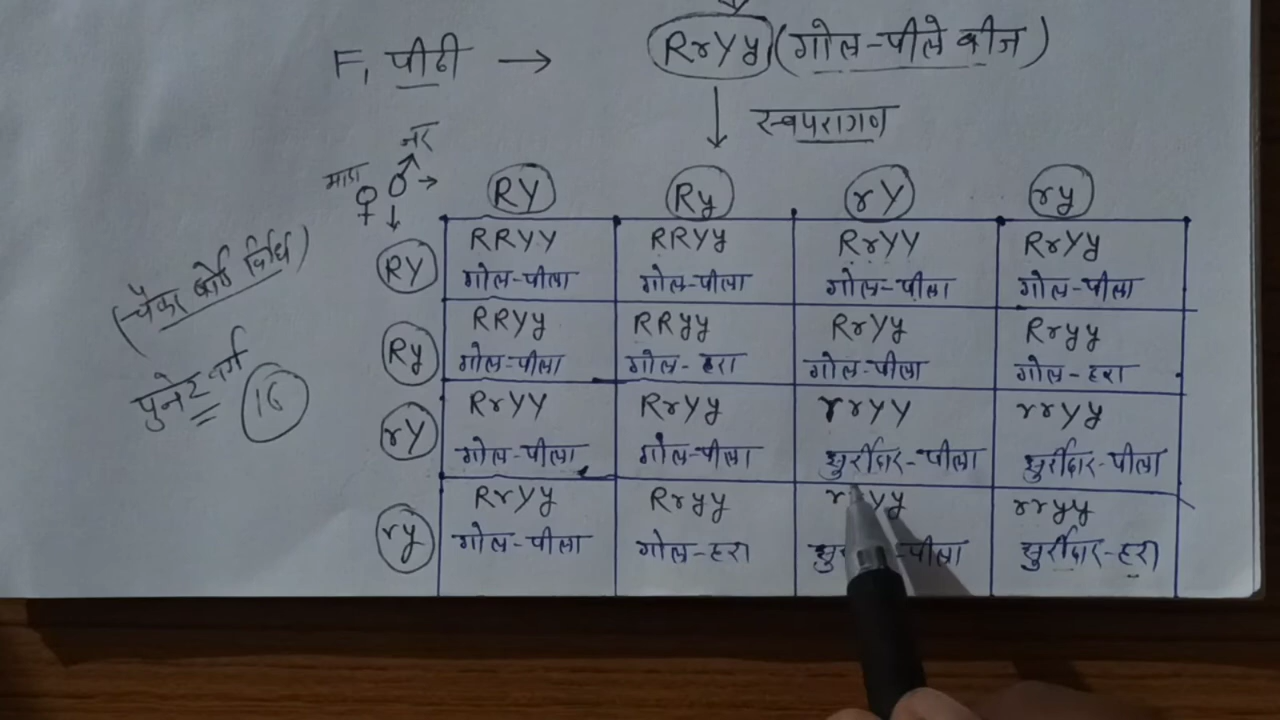 F₁ पीढी → RrYy (गोल-पीले बीज)
स्वपरागण
नर
मादा ♀ ♂ →
↓
RY Ry rY ry
RY RRYY RRYy RrYY RrYy
गोल-पीला गोल-पीला गोल-पीला गोल-पीला
(चैकर बोर्ड विधि)
Ry RRYy RRyy RrYy Rryy
गोल-पीला गोल-हरा गोल-पीला गोल-हरा
पुनेट वर्ग 16
rY RrYY RrYy rrYY rrYy
गोल-पीला गोल-पीला झुर्रीदार-पीला झुर्रीदार-पीला
ry RrYy Rryy rryy
गोल-पीला गोल-हरा -पीला झुर्रीदार-हरा